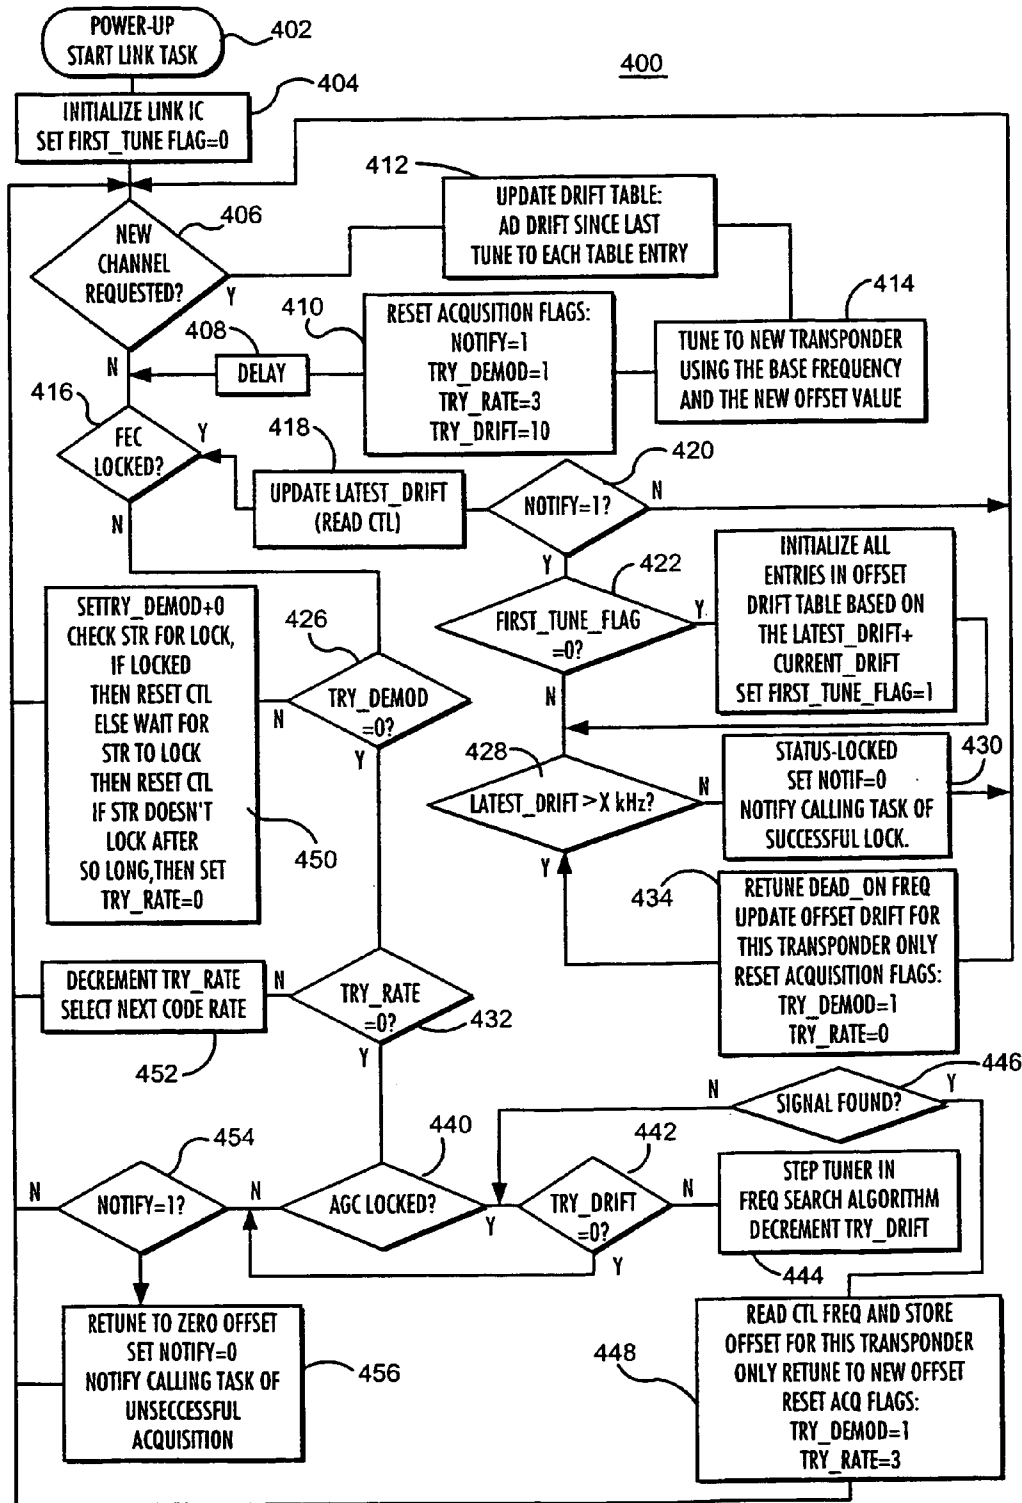 POWER-UP
START LINK TASK
402
400
404
INITIALIZE LINK IC
SET FIRST_TUNE FLAG=0
412
UPDATE DRIFT TABLE:
AD DRIFT SINCE LAST
TUNE TO EACH TABLE ENTRY
406
NEW
CHANNEL
REQUESTED?
Y
N
414
TUNE TO NEW TRANSPONDER
USING THE BASE FREQUENCY
AND THE NEW OFFSET VALUE
410
RESET ACQUSITION FLAGS:
NOTIFY=1
TRY_DEMOD=1
TRY_RATE=3
TRY_DRIFT=10
408
DELAY
416
FEC
LOCKED?
Y
N
418
UPDATE LATEST_DRIFT
(READ CTL)
420
NOTIFY=1?
N
Y
422
FIRST_TUNE_FLAG
=0?
Y
N
INITIALIZE ALL
ENTRIES IN OFFSET
DRIFT TABLE BASED ON
THE LATEST_DRIFT+
CURRENT_DRIFT
SET FIRST_TUNE_FLAG=1
SETTRY_DEMOD+0
CHECK STR FOR LOCK,
IF LOCKED
THEN RESET CTL
ELSE WAIT FOR
STR TO LOCK
THEN RESET CTL
IF STR DOESN'T
LOCK AFTER
SO LONG,THEN SET
TRY_RATE=0
450
426
TRY_DEMOD
=0?
N
Y
428
LATEST_DRIFT>X kHz?
N
Y
STATUS-LOCKED
SET NOTIF=0
NOTIFY CALLING TASK OF
SUCCESSFUL LOCK.
430
434
RETUNE DEAD_ON FREQ
UPDATE OFFSET DRIFT FOR
THIS TRANSPONDER ONLY
RESET ACQUISITION FLAGS:
TRY_DEMOD=1
TRY_RATE=0
DECREMENT TRY_RATE
SELECT NEXT CODE RATE
452
N
TRY_RATE
=0?
432
Y
446
SIGNAL FOUND?
N
Y
454
NOTIFY=1?
N
440
AGC LOCKED?
N
Y
442
TRY_DRIFT
=0?
N
Y
STEP TUNER IN
FREQ SEARCH ALGORITHM
DECREMENT TRY_DRIFT
444
RETUNE TO ZERO OFFSET
SET NOTIFY=0
NOTIFY CALLING TASK OF
UNSECCESSFUL
ACQUISITION
456
448
READ CTL FREQ AND STORE
OFFSET FOR THIS TRANSPONDER
ONLY RETUNE TO NEW OFFSET
RESET ACQ FLAGS:
TRY_DEMOD=1
TRY_RATE=3